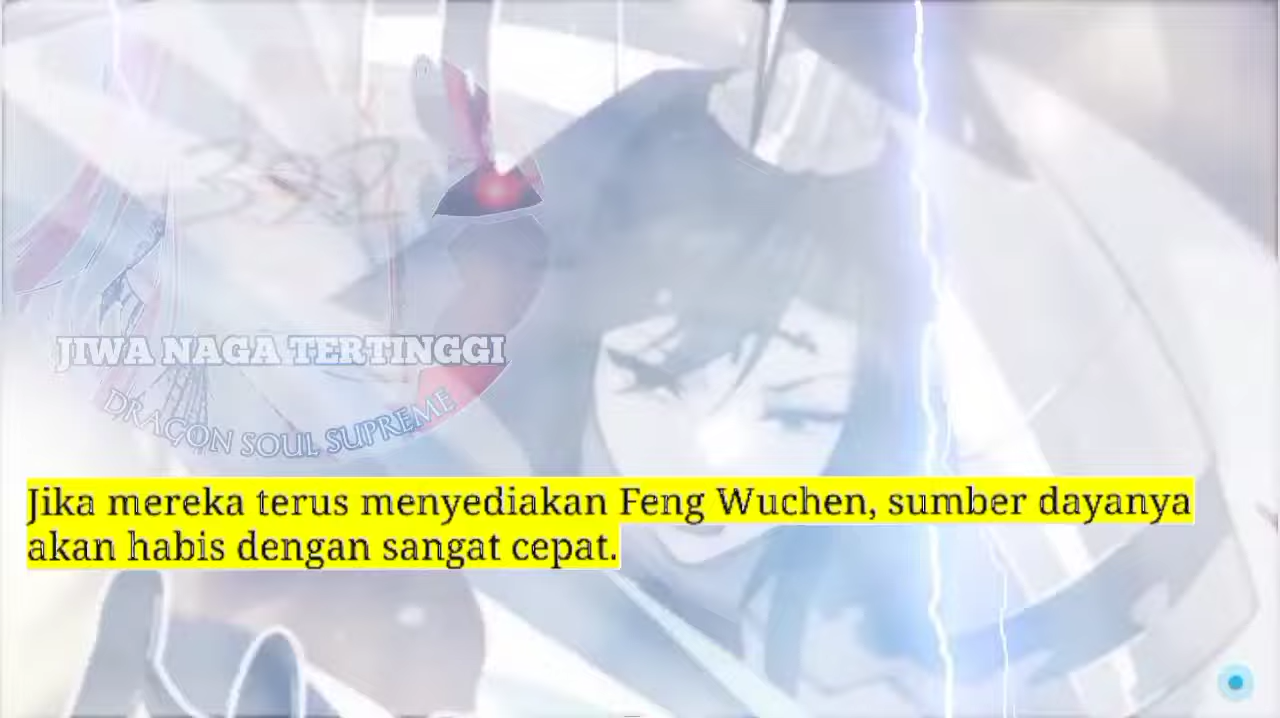 392
JIWA NAGA TERTINGGI
DRAGON SOUL SUPREME
Jika mereka terus menyediakan Feng Wuchen, sumber dayanya
akan habis dengan sangat cepat.